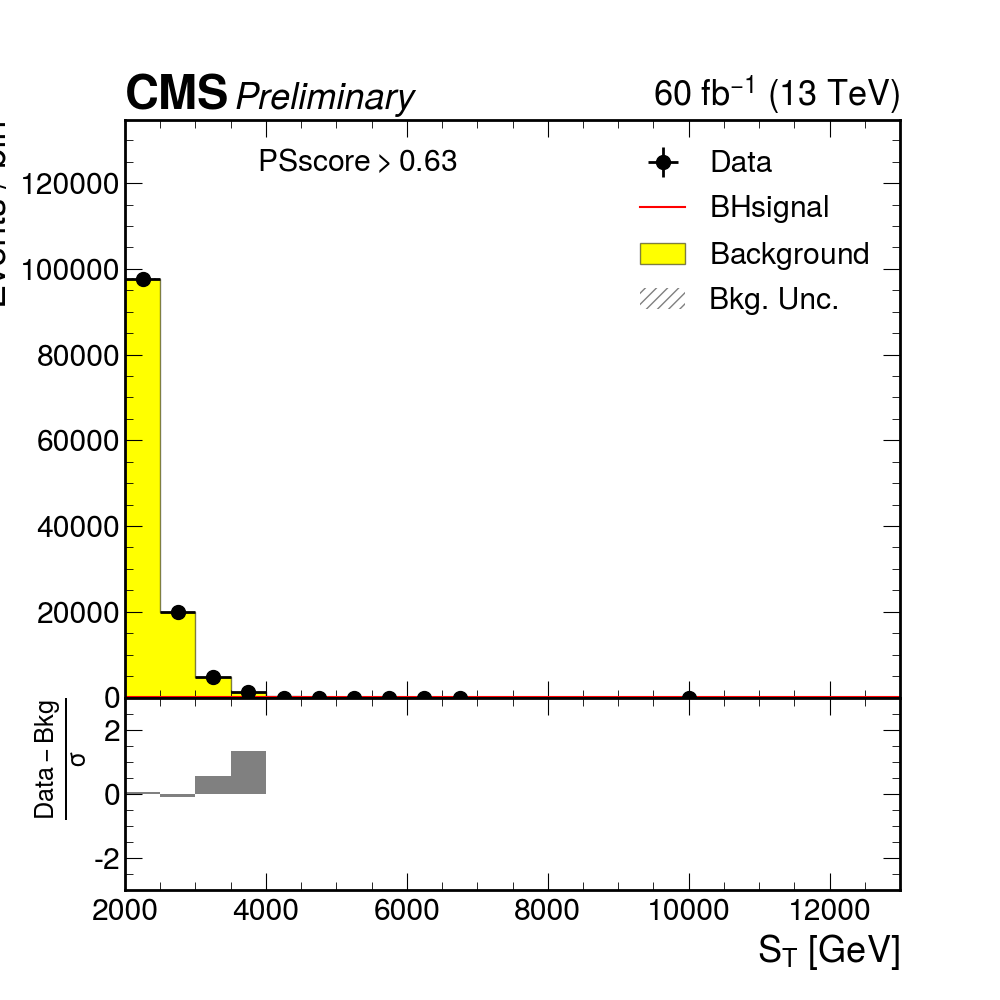 CMS Preliminary
60 fb⁻¹ (13 TeV)
PSscore > 0.63
Data
BHsignal
Background
Bkg. Unc.
120000
100000
80000
60000
40000
20000
0
Data − Bkg
σ
2
0
-2
2000 4000 6000 8000 10000 12000
S_T [GeV]